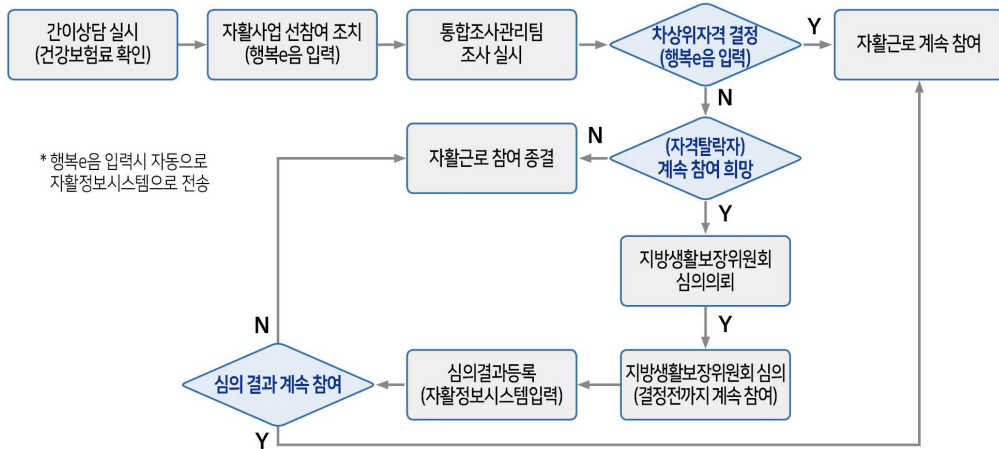 간이상담 실시
(건강보험료 확인)
자활사업 선참여 조치
(행복e음 입력)
통합조사관리팀
조사 실시
차상위자격 결정
(행복e음 입력)
Y
자활근로 계속 참여
N
* 행복e음 입력시 자동으로
자활정보시스템으로 전송
자활근로 참여 종결
N
(자격탈락자)
계속 참여 희망
Y
지방생활보장위원회
심의의뢰
Y
N
심의 결과 계속 참여
심의결과등록
(자활정보시스템입력)
지방생활보장위원회 심의
(결정전까지 계속 참여)
Y